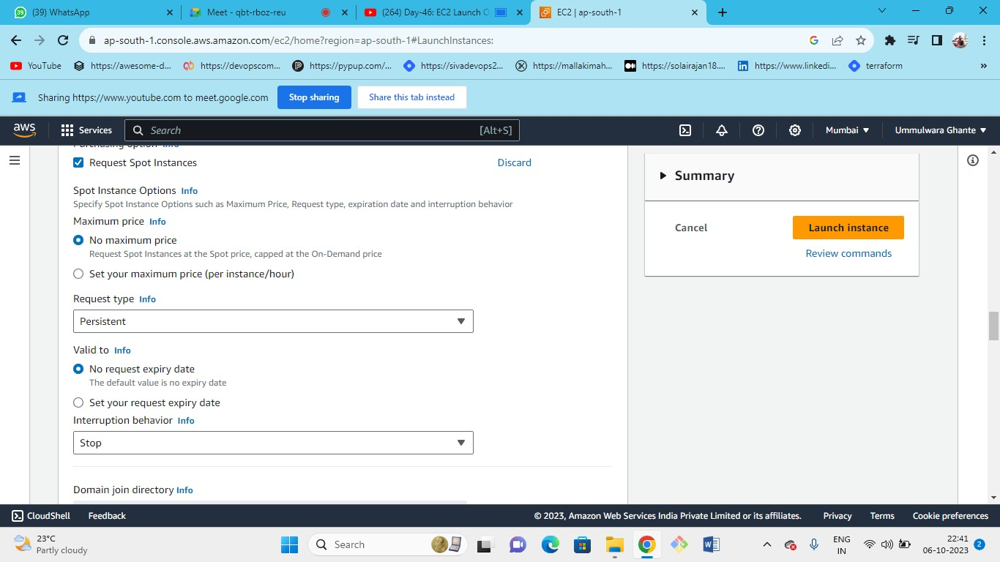 (39) WhatsApp
Meet - qbt-rboz-reu
(264) Day-46: EC2 Launch
EC2 | ap-south-1
ap-south-1.console.aws.amazon.com/ec2/home?region=ap-south-1#LaunchInstances:
YouTube https://awesome-d... https://devopscom... https://pypup.com/... https://sivadevops2... https://mallakimah... https://solairajan18.... https://www.linkedi... terraform
Sharing https://www.youtube.com to meet.google.com Stop sharing Share this tab instead
aws Services Search [Alt+S] Mumbai Ummulwara Ghante
Purchasing option Info
Request Spot Instances Discard
Spot Instance Options Info
Specify Spot Instance Options such as Maximum Price, Request type, expiration date and interruption behavior
Maximum price Info
No maximum price
Request Spot Instances at the Spot price, capped at the On-Demand price
Set your maximum price (per instance/hour)
Request type Info
Persistent
Valid to Info
No request expiry date
The default value is no expiry date
Set your request expiry date
Interruption behavior Info
Stop
Domain join directory Info
Summary
Cancel Launch instance
Review commands
CloudShell Feedback © 2023, Amazon Web Services India Private Limited or its affiliates. Privacy Terms Cookie preferences
23°C
Partly cloudy
Search
ENG
IN
22:41
06-10-2023
2